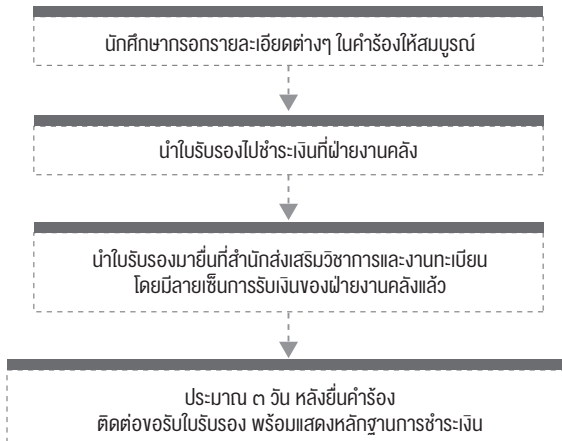 นักศึกษากรอกรายละเอียดต่างๆ ในคำร้องให้สมบูรณ์
นำใบรับรองไปชำระเงินที่ฝ่ายงานคลัง
นำใบรับรองมายื่นที่สำนักส่งเสริมวิชาการและงานทะเบียน
โดยมีลายเซ็นการรับเงินของฝ่ายงานคลังแล้ว
ประมาณ ๓ วัน หลังยื่นคำร้อง
ติดต่อขอรับใบรับรอง พร้อมแสดงหลักฐานการชำระเงิน